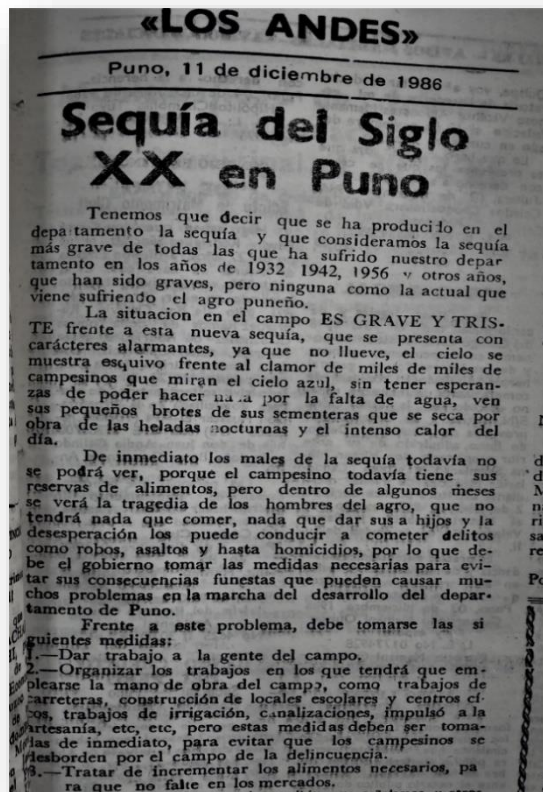 «LOS ANDES»
Puno, 11 de diciembre de 1986
Sequía del Siglo
XX en Puno
Tenemos que decir que se ha producido en el
depa tamento la sequía y que consideramos la sequía
más grave de todas las que ha sufrido nuestro depar
tamento en los años de 1932 1942, 1956 y otros años,
que han sido graves, pero ninguna como la actual que
viene sufriendo el agro puneño.
La situacion en el campo ES GRAVE Y TRIS-
TE frente a esta nueva sequía, que se presenta con
carácteres alarmantes, ya que no llueve, el cielo se
muestra esquivo frente al clamor de miles de miles de
campesinos que miran el cielo azul, sin tener esperan-
zas de poder hacer por la falta de agua, ven
sus pequeños brotes de sus sementeras que se seca por
obra de las heladas nocturnas y el intenso calor del
día.
De inmediato los males de la sequía todavía no
se podrá ver, porque el campesino todavía tiene sus
reservas de alimentos, pero dentro de algunos meses
se verá la tragedia de los hombres del agro, que no
tendrá nada que comer, nada que dar sus a hijos y la
desesperación los puede conducir a cometer delitos
como robos, asaltos y hasta homicidios, por lo que de-
be el gobierno tomar las medidas necesarias para evi-
tar sus consecuencias funestas que pueden causar mu-
chos problemas en la marcha del desarrollo del depar-
tamento de Puno.
Frente a este problema, debe tomarse las si
guientes medidas:
1.—Dar trabajo a la gente del campo.
2.—Organizar los trabajos en los que tendrá que em-
plearse la mano de obra del campo, como trabajos de
carreteras, construcción de locales escolares y centros cí-
cos, trabajos de irrigación, canalizaciones, impulsó a la
artesanía, etc, etc, pero estas medidas deben ser toma-
das de inmediato, para evitar que los campesinos se
desborden por el campo de la delincuencia.
3.—Tratar de incrementar los alimentos necesarios, pa
ra que no falte en los mercados.